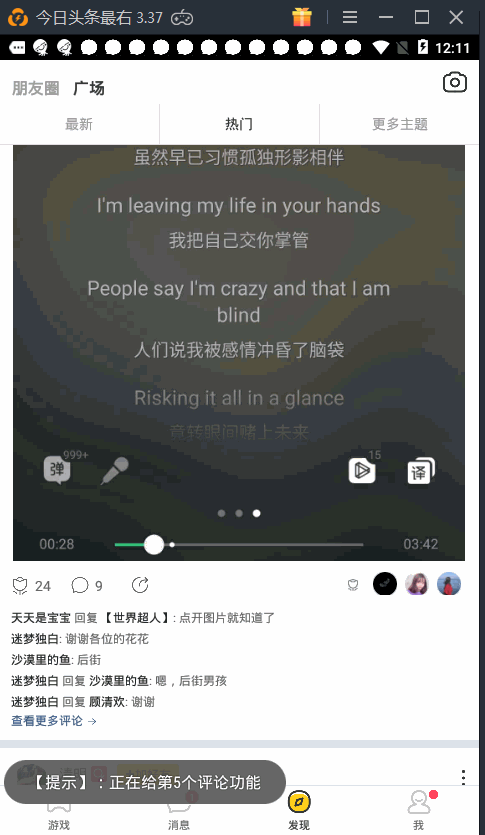 今日头条最右 3.37
12:11
朋友圈 广场
最新 热门 更多主题
虽然早已习惯孤独形影相伴
I'm leaving my life in your hands
我把自己交你掌管
People say I'm crazy and that I am
blind
人们说我被感情冲昏了脑袋
Risking it all in a glance
竟转眼间赌上未来
弹 999+ 15 译
00:28 03:42
24 9
天天是宝宝 回复 【世界超人】: 点开图片就知道了
迷梦独白: 谢谢各位的花花
沙漠里的鱼: 后街
迷梦独白 回复 沙漠里的鱼: 嗯，后街男孩
迷梦独白 回复 顾清欢: 谢谢
查看更多评论 →
【提示】 : 正在给第5个评论功能
游戏 消息 发现 我